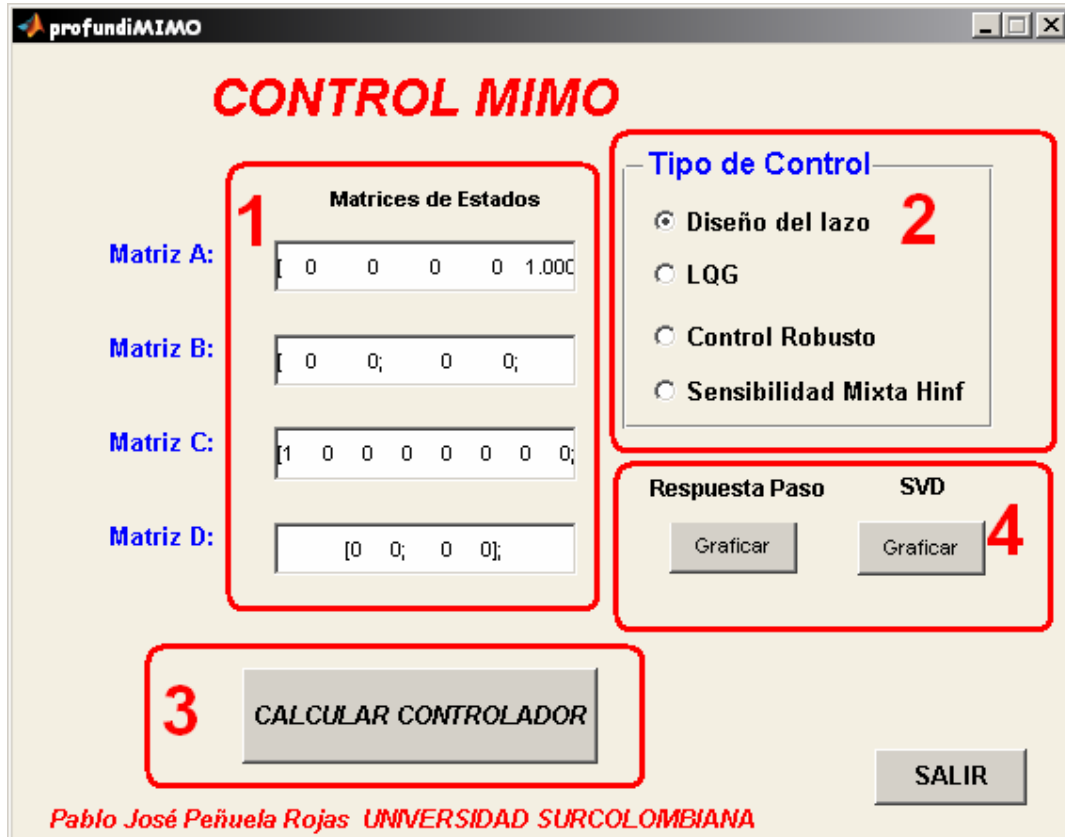 profundiMIMO
CONTROL MIMO
1
Matrices de Estados
Matriz A:
[ 0 0 0 0 1.000
Matriz B:
[ 0 0; 0 0;
Matriz C:
[1 0 0 0 0 0 0 0;
Matriz D:
[0 0; 0 0];
Tipo de Control
2
Diseño del lazo
LQG
Control Robusto
Sensibilidad Mixta Hinf
Respuesta Paso SVD
Graficar Graficar
4
3
CALCULAR CONTROLADOR
SALIR
Pablo José Peñuela Rojas UNIVERSIDAD SURCOLOMBIANA